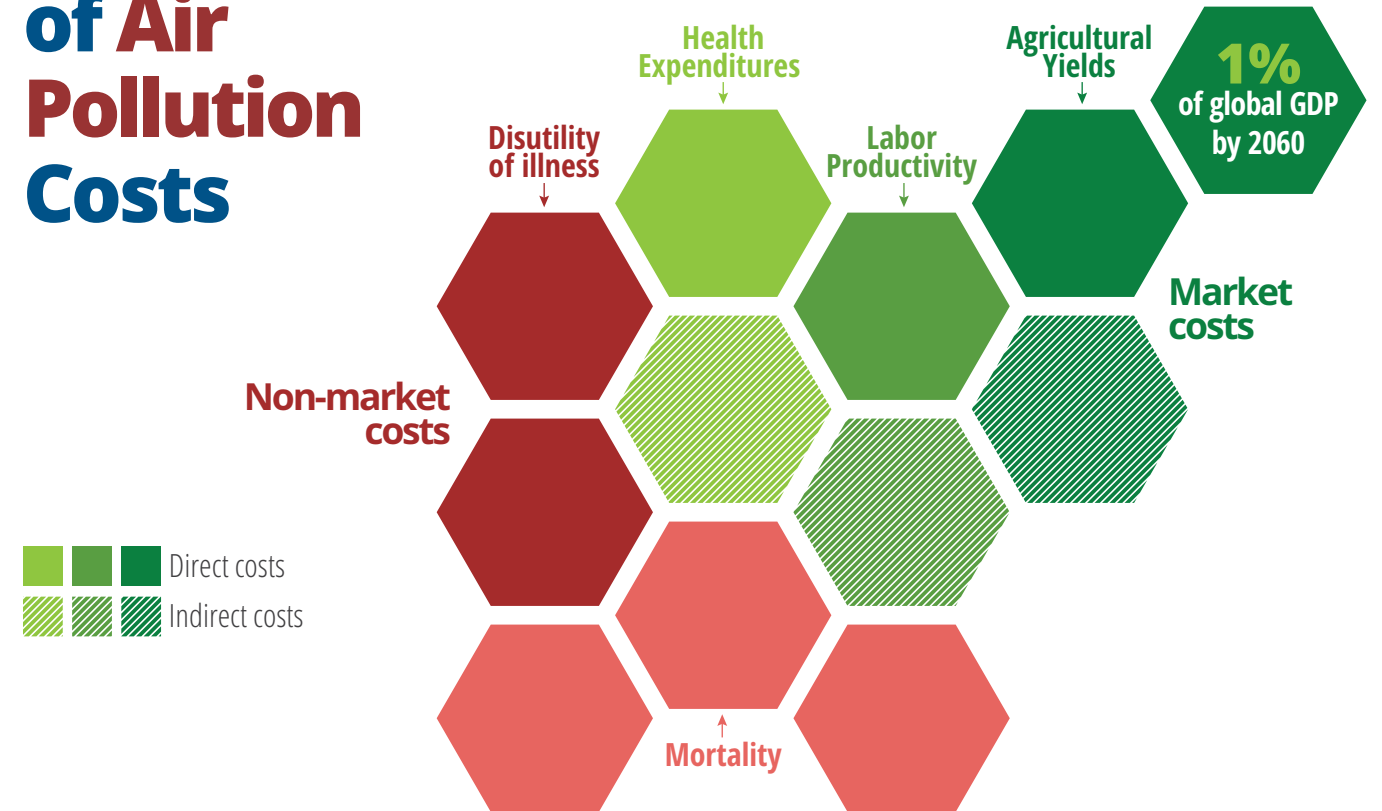 of Air
Pollution
Costs
Health
Expenditures
Agricultural
Yields
1%
of global GDP
by 2060
Disutility
of illness
Labor
Productivity
Market
costs
Non-market
costs
Direct costs
Indirect costs
Mortality